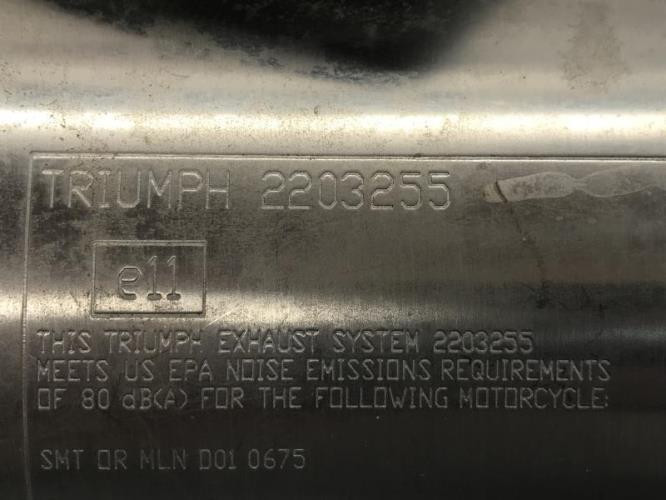 TRIUMPH 2203255
e11
THIS TRIUMPH EXHAUST SYSTEM 2203255
MEETS US EPA NOISE EMISSIONS REQUIREMENTS
OF 80 dB(A) FOR THE FOLLOWING MOTORCYCLE:
SMT OR MLN D01 0675